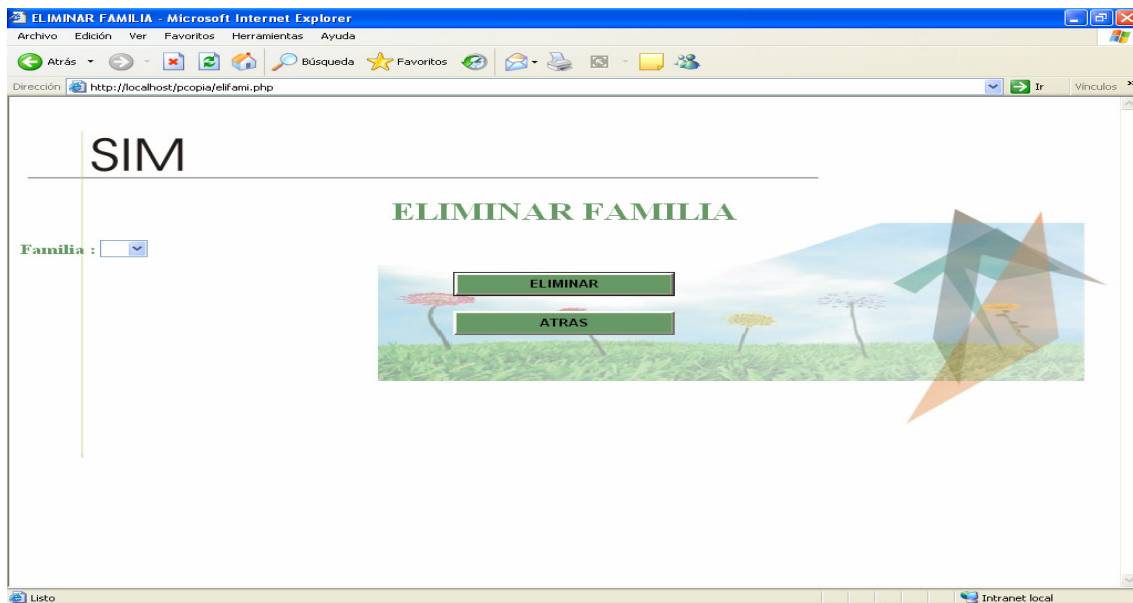 ELIMINAR FAMILIA - Microsoft Internet Explorer
Archivo Edición Ver Favoritos Herramientas Ayuda
Atrás Búsqueda Favoritos
Dirección http://localhost/pcopia/elifami.php Ir Vínculos »
SIM
ELIMINAR FAMILIA
Familia :
ELIMINAR
ATRAS
Listo Intranet local